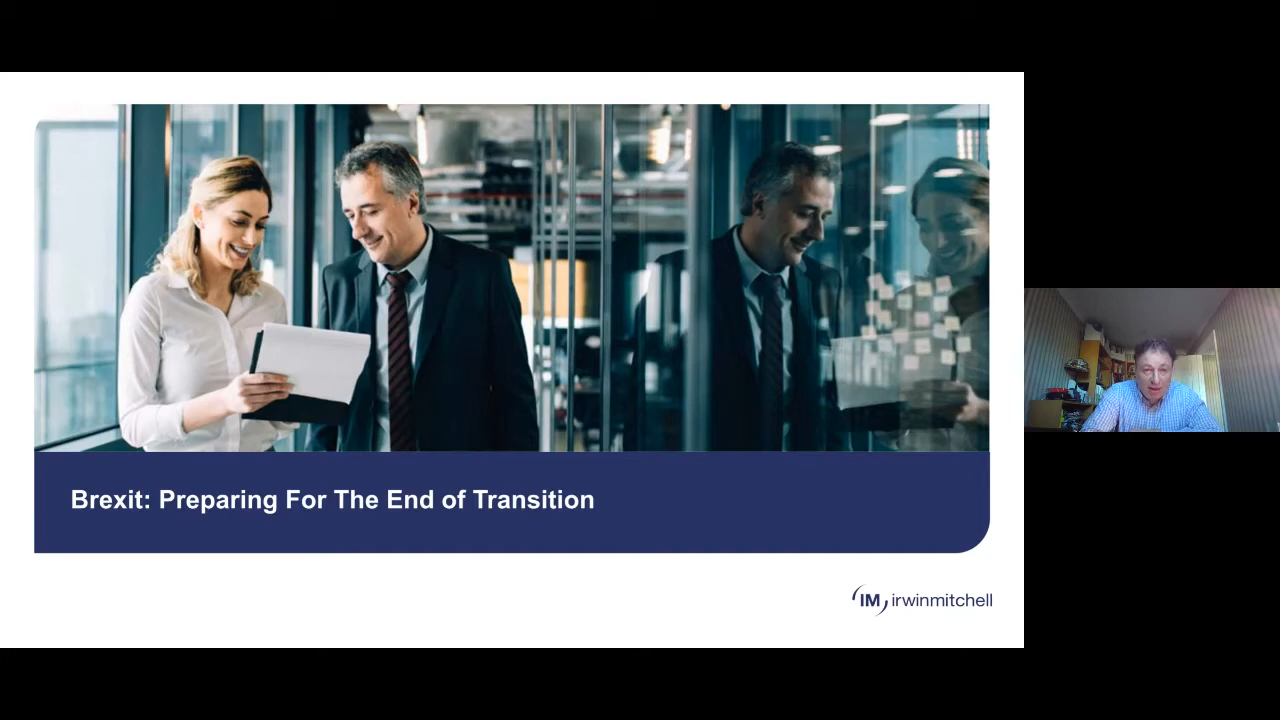 Brexit: Preparing For The End of Transition
IM irwinmitchell